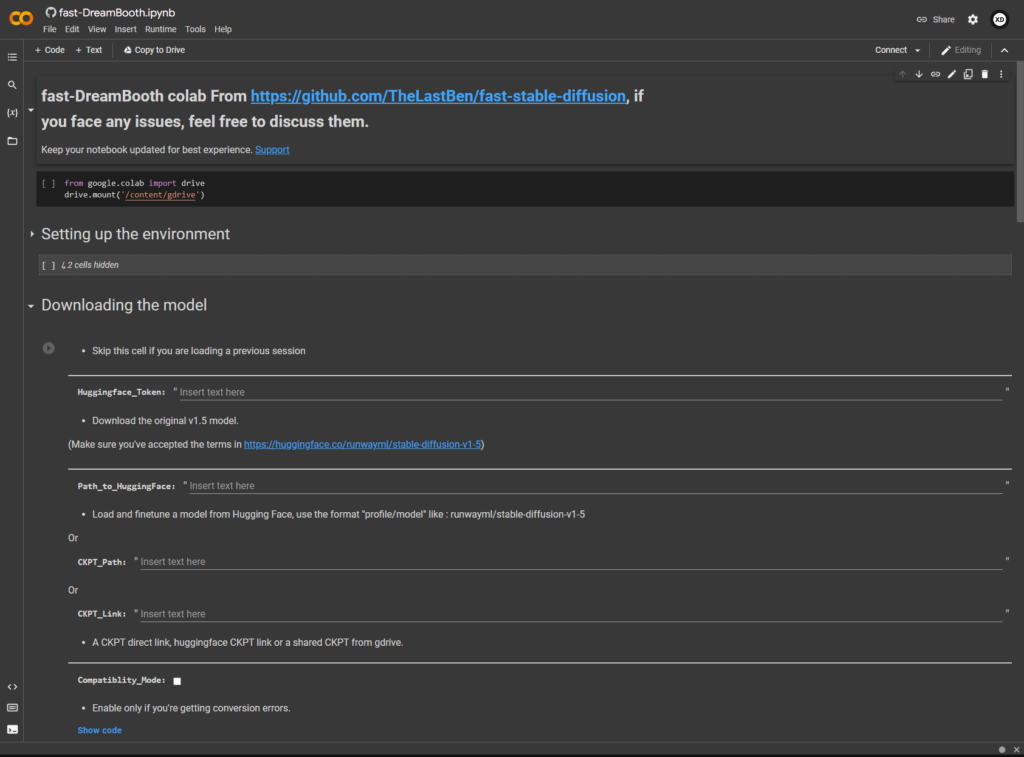 fast-DreamBooth.ipynb
File Edit View Insert Runtime Tools Help
Share
XD
+ Code + Text Copy to Drive
Connect
Editing
fast-DreamBooth colab From https://github.com/TheLastBen/fast-stable-diffusion, if
you face any issues, feel free to discuss them.
Keep your notebook updated for best experience. Support
{x}
[ ] from google.colab import drive
drive.mount('/content/gdrive')
Setting up the environment
[ ] ↳ 2 cells hidden
Downloading the model
• Skip this cell if you are loading a previous session
Huggingface_Token: " Insert text here "
• Download the original v1.5 model.
(Make sure you've accepted the terms in https://huggingface.co/runwayml/stable-diffusion-v1-5)
Path_to_HuggingFace: " Insert text here "
• Load and finetune a model from Hugging Face, use the format "profile/model" like : runwayml/stable-diffusion-v1-5
Or
CKPT_Path: " Insert text here "
Or
CKPT_Link: " Insert text here "
• A CKPT direct link, huggingface CKPT link or a shared CKPT from gdrive.
Compatiblity_Mode:
• Enable only if you're getting conversion errors.
Show code